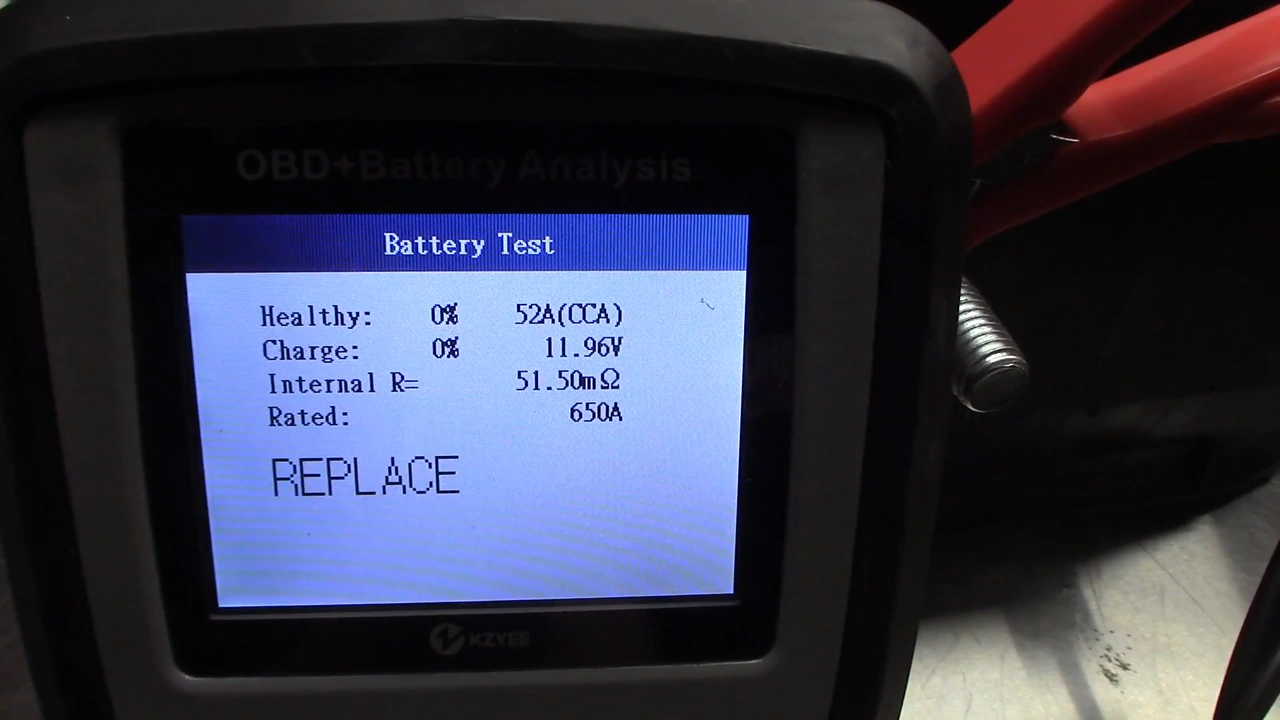 OBD+Battery Analysis
Battery Test
Healthy: 0% 52A(CCA)
Charge: 0% 11.96V
Internal R= 51.50mΩ
Rated: 650A
REPLACE
KZYEE